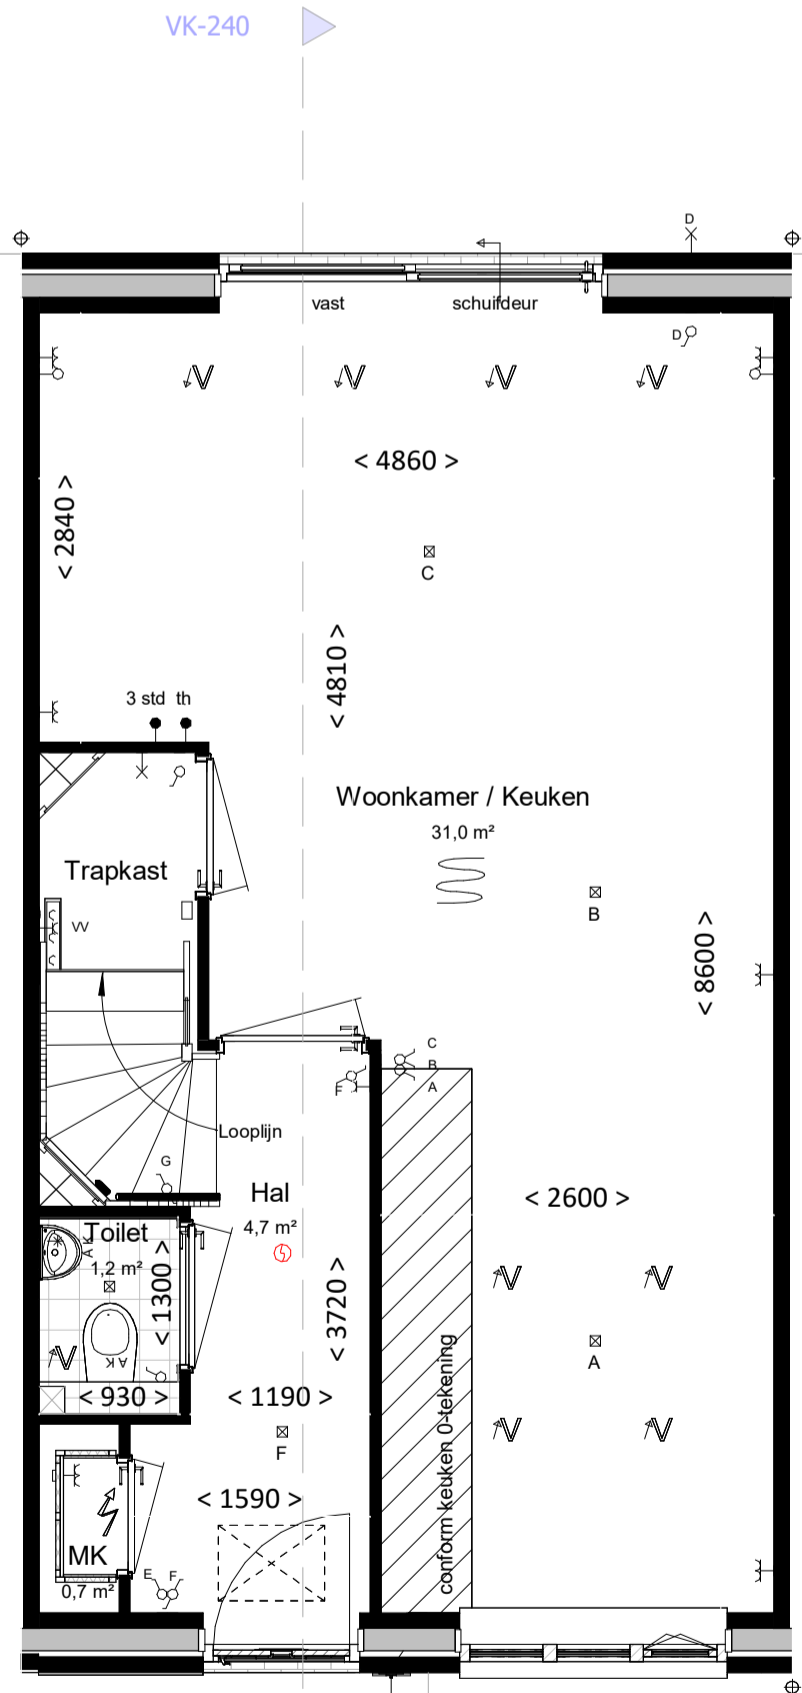 VK-240
D
vast
schuifdeur
D
V
V
V
V
< 4860 >
< 2840 >
C
< 4810 >
3 std th
Woonkamer / Keuken
31,0 m²
Trapkast
B
VV
< 8600 >
C
B
A
F
Looplijn
G
Hal
4,7 m²
< 2600 >
Toilet
AK
1,2 m²
< 1300 >
< 3720 >
V
V
A
AK
V
< 930 >
< 1190 >
conform keuken 0-tekening
V
V
F
< 1590 >
MK
0,7 m²
E
F